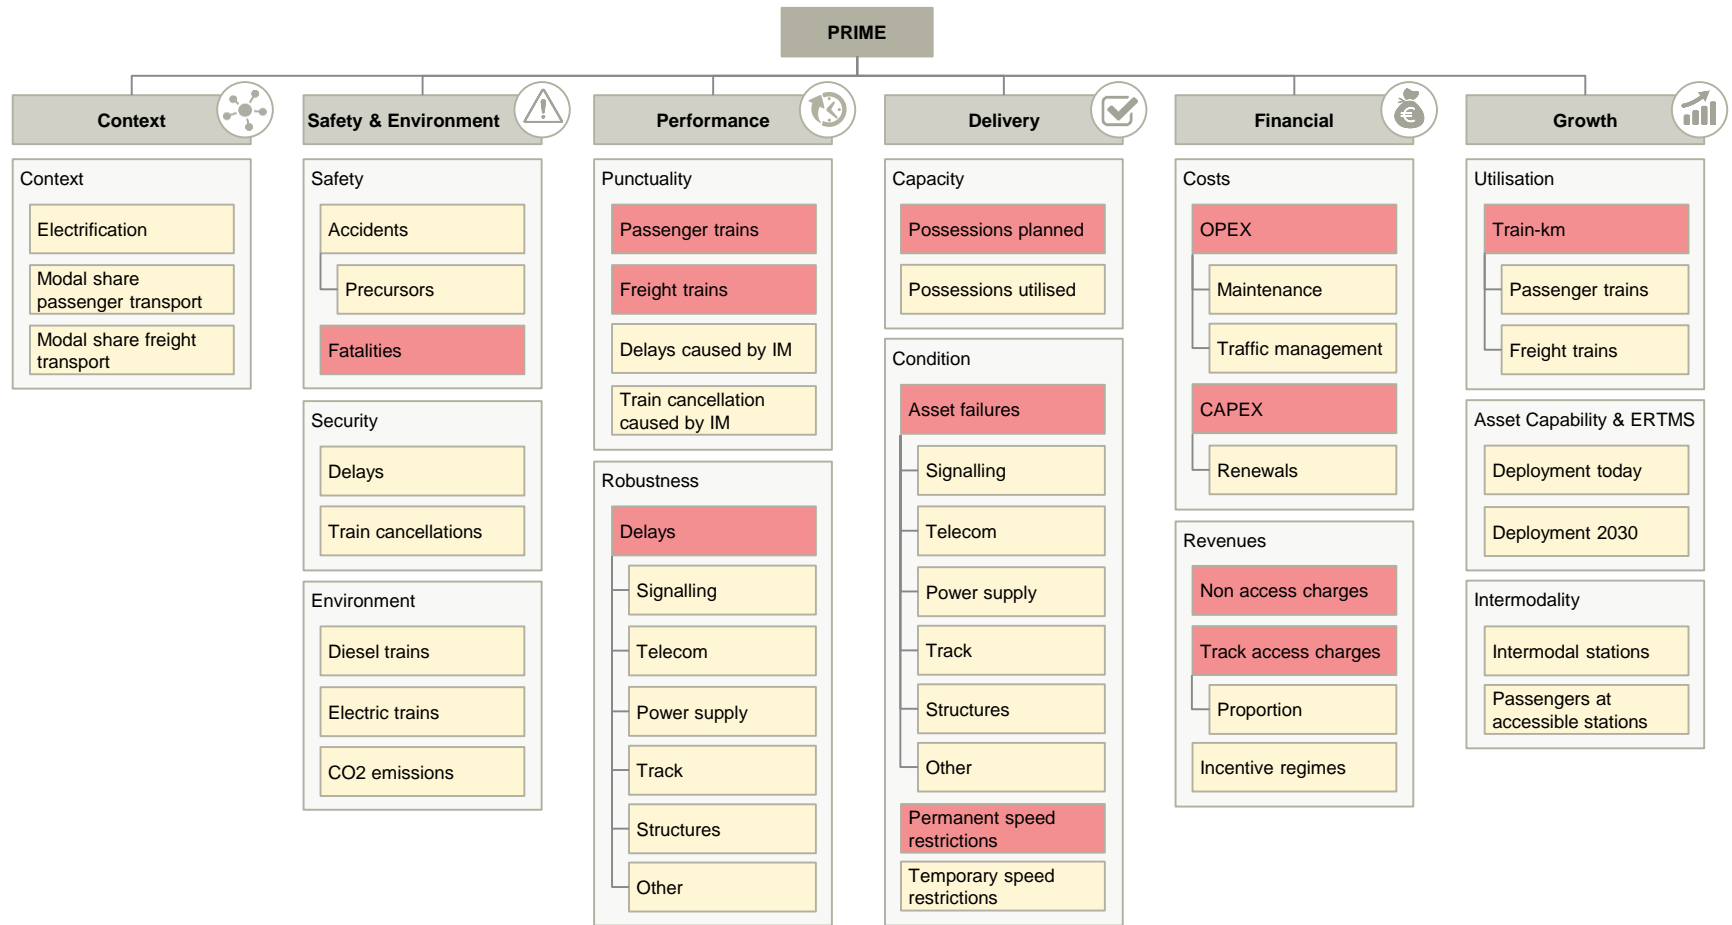 PRIME
Context
Context
Electrification
Modal share
passenger transport
Modal share freight
transport
Safety & Environment
Safety
Accidents
Precursors
Fatalities
Security
Delays
Train cancellations
Environment
Diesel trains
Electric trains
CO2 emissions
Performance
Punctuality
Passenger trains
Freight trains
Delays caused by IM
Train cancellation
caused by IM
Robustness
Delays
Signalling
Telecom
Power supply
Track
Structures
Other
Delivery
Capacity
Possessions planned
Possessions utilised
Condition
Asset failures
Signalling
Telecom
Power supply
Track
Structures
Other
Permanent speed
restrictions
Temporary speed
restrictions
Financial
€
Costs
OPEX
Maintenance
Traffic management
CAPEX
Renewals
Revenues
Non access charges
Track access charges
Proportion
Incentive regimes
Growth
Utilisation
Train-km
Passenger trains
Freight trains
Asset Capability & ERTMS
Deployment today
Deployment 2030
Intermodality
Intermodal stations
Passengers at
accessible stations